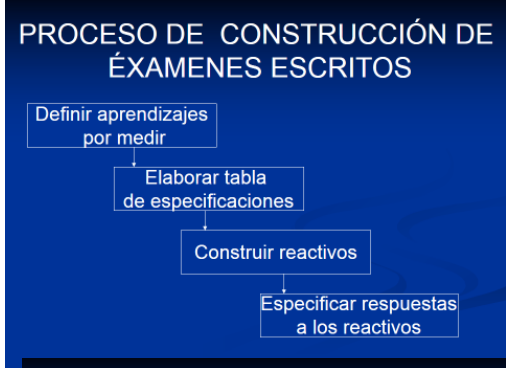 PROCESO DE CONSTRUCCIÓN DE
ÉXAMENES ESCRITOS
Definir aprendizajes
por medir
Elaborar tabla
de especificaciones
Construir reactivos
Especificar respuestas
a los reactivos